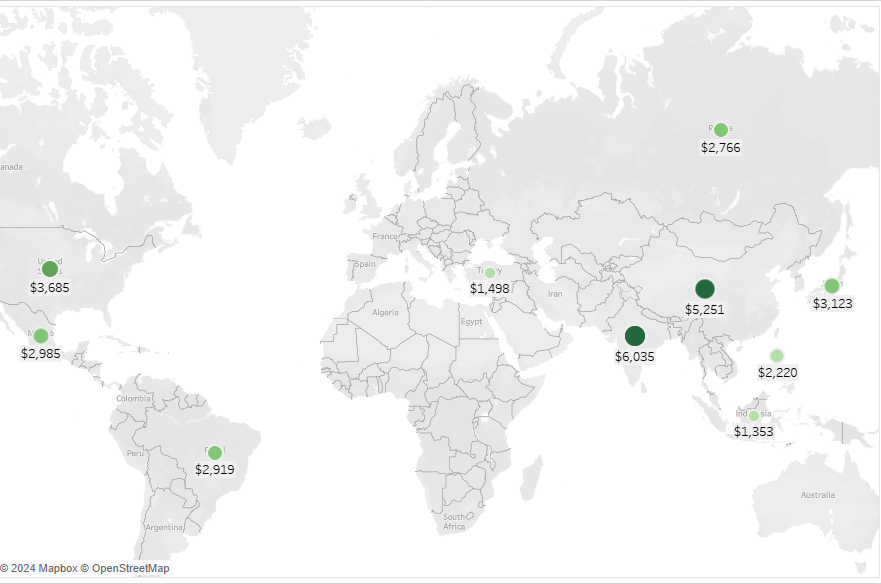 anada
$2,766
France
Spain
$3,685
$1,498
Iran
$5,251
$3,123
Algeria
Egypt
$2,985
$6,035
$2,220
Colombia
$1,353
Peru
$2,919
Australia
South
Africa
Argentina
© 2024 Mapbox © OpenStreetMap